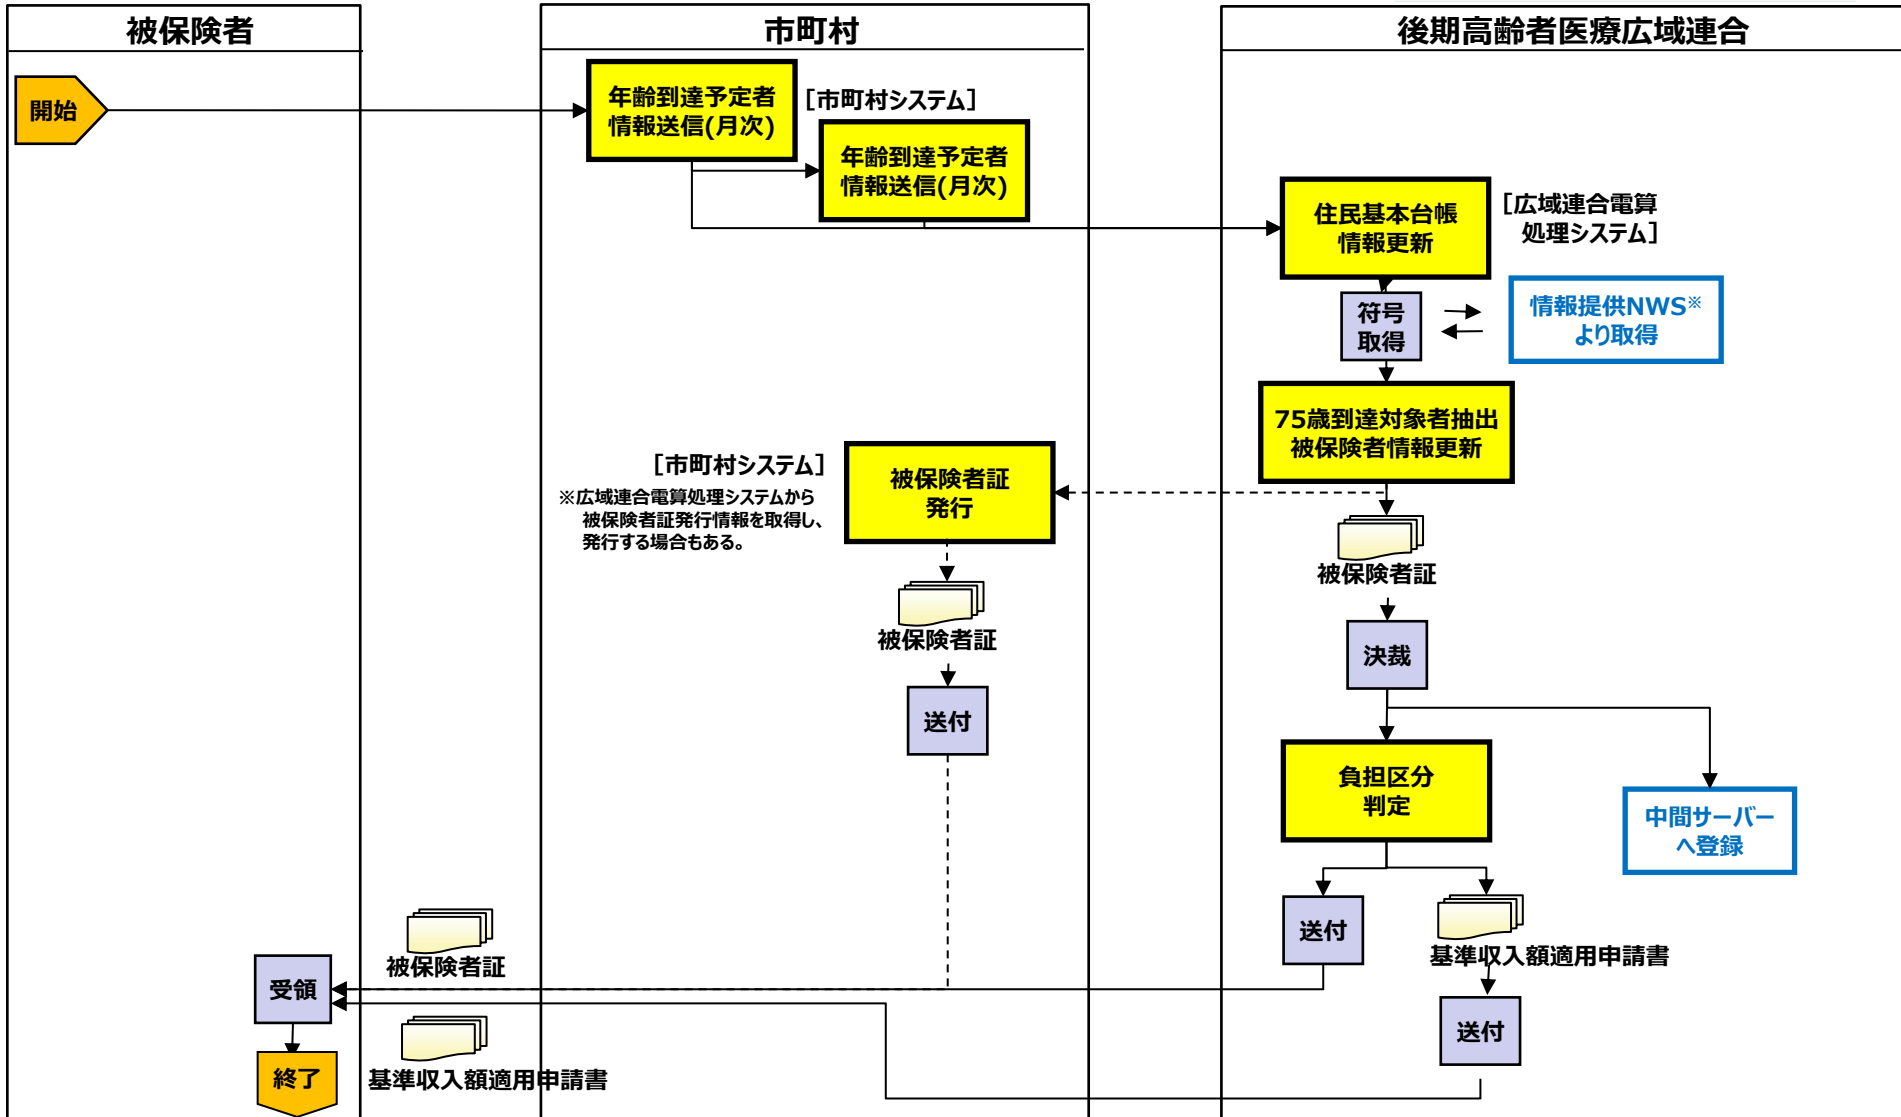 被保険者
市町村
後期高齢者医療広域連合
開始
年齢到達予定者
情報送信(月次)
[市町村システム]
年齢到達予定者
情報送信(月次)
住民基本台帳
情報更新
[広域連合電算
処理システム]
符号
取得
情報提供NWS※
より取得
75歳到達対象者抽出
被保険者情報更新
[市町村システム]
※広域連合電算処理システムから
被保険者証発行情報を取得し、
発行する場合もある。
被保険者証
発行
被保険者証
被保険者証
決裁
送付
負担区分
判定
中間サーバー
へ登録
送付
基準収入額適用申請書
被保険者証
受領
送付
終了
基準収入額適用申請書